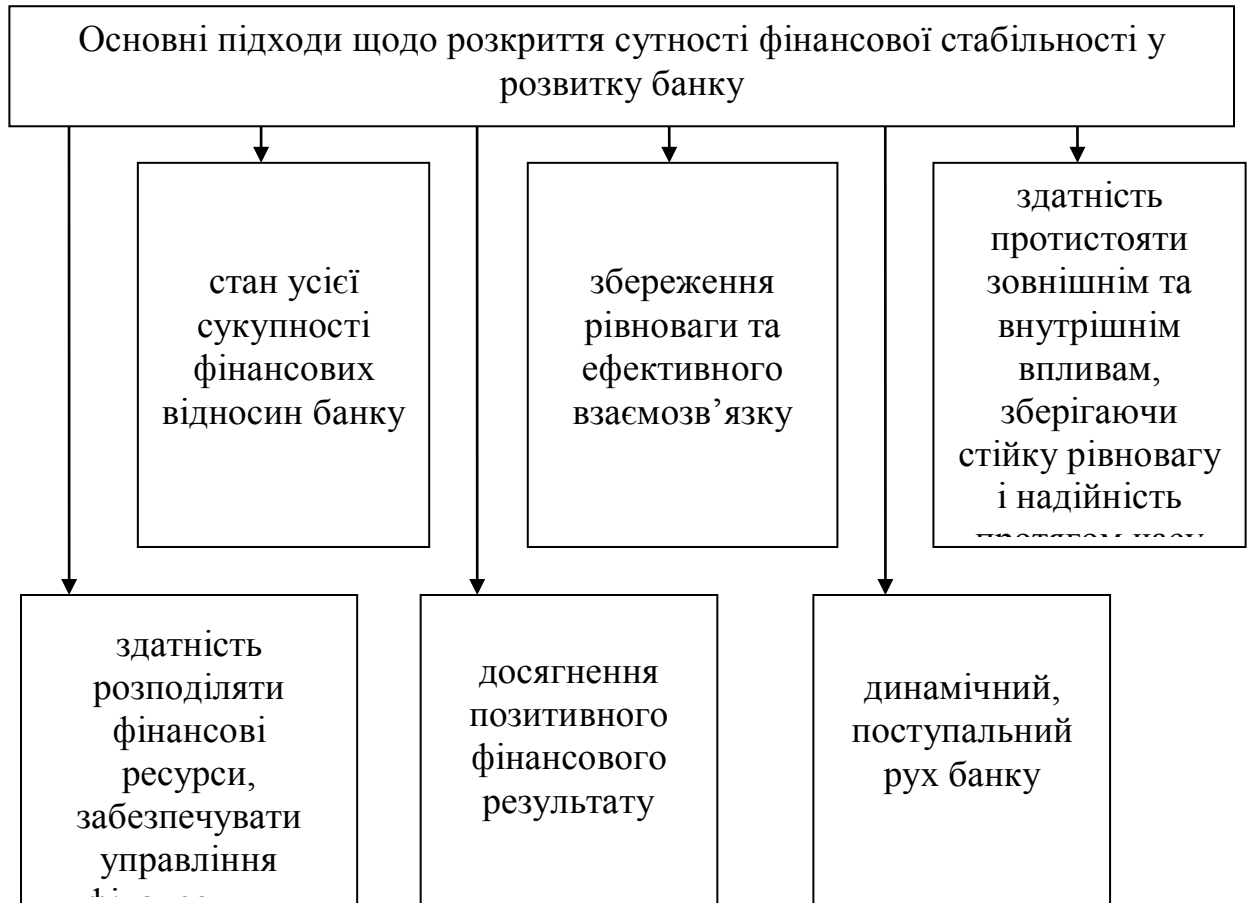 Основні підходи щодо розкриття сутності фінансової стабільності у
розвитку банку
стан усієї
сукупності
фінансових
відносин банку
збереження
рівноваги та
ефективного
взаємозв’язку
здатність
протистояти
зовнішнім та
внутрішнім
впливам,
зберігаючи
стійку рівновагу
і надійність
протягом часу
здатність
розподіляти
фінансові
ресурси,
забезпечувати
управління
досягнення
позитивного
фінансового
результату
динамічний,
поступальний
рух банку